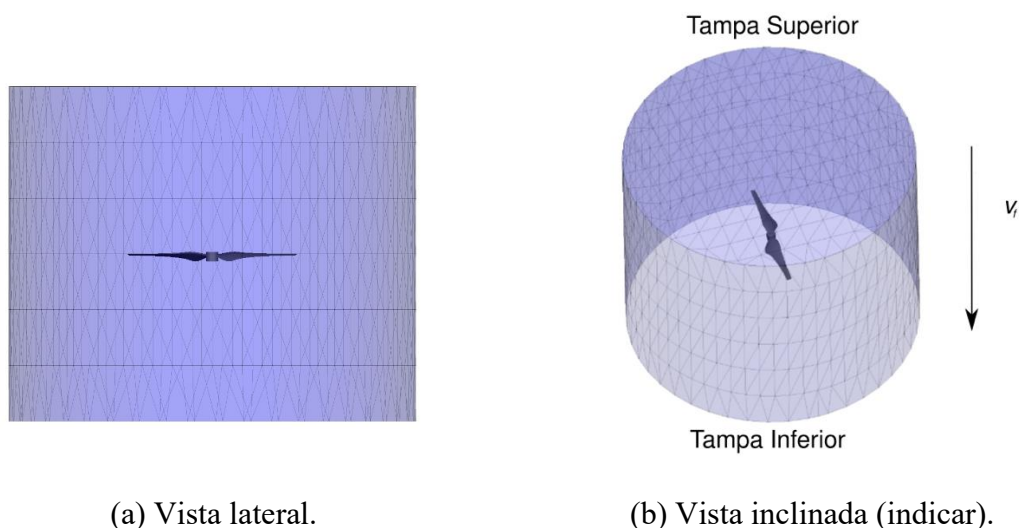 Tampa Superior
v_f
Tampa Inferior
(a) Vista lateral.
(b) Vista inclinada (indicar).